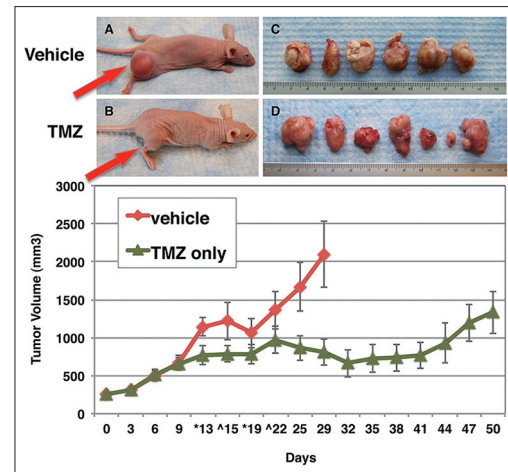 Vehicle
A
C
TMZ
B
D
3000
2500
2000
1500
1000
500
0
Tumor Volume (mm3)
vehicle
TMZ only
0 3 6 9 *13 ^15 *19 ^22 25 29 32 35 38 41 44 47 50
Days